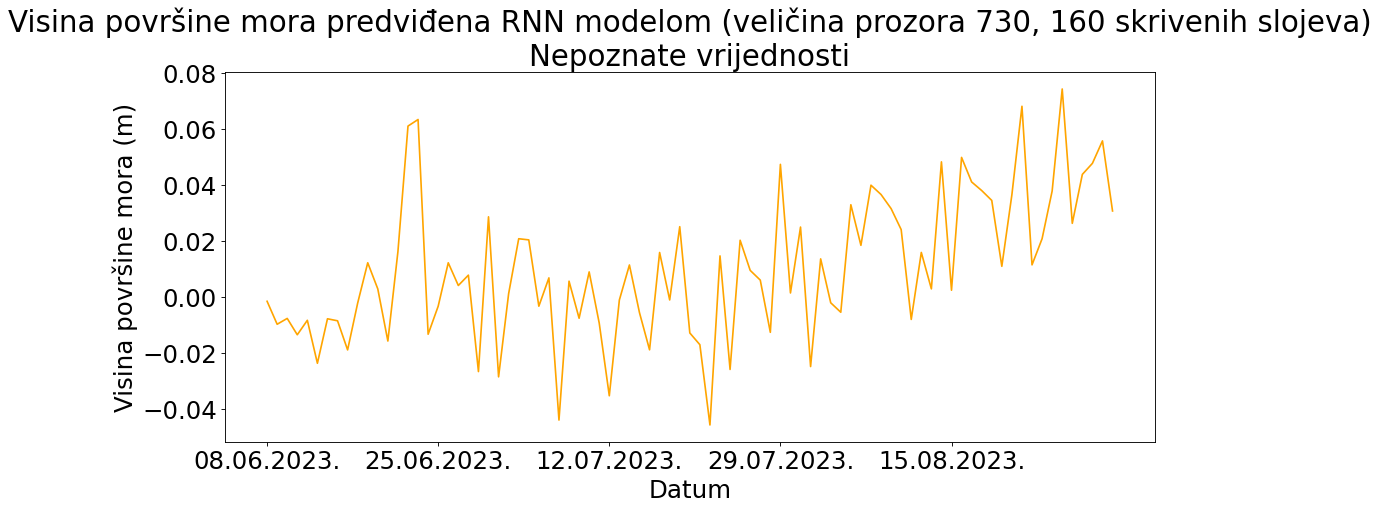 Visina površine mora predviđena RNN modelom (veličina prozora 730, 160 skrivenih slojeva)
Nepoznate vrijednosti
Visina površine mora (m)
0.08
0.06
0.04
0.02
0.00
−0.02
−0.04
08.06.2023. 25.06.2023. 12.07.2023. 29.07.2023. 15.08.2023.
Datum